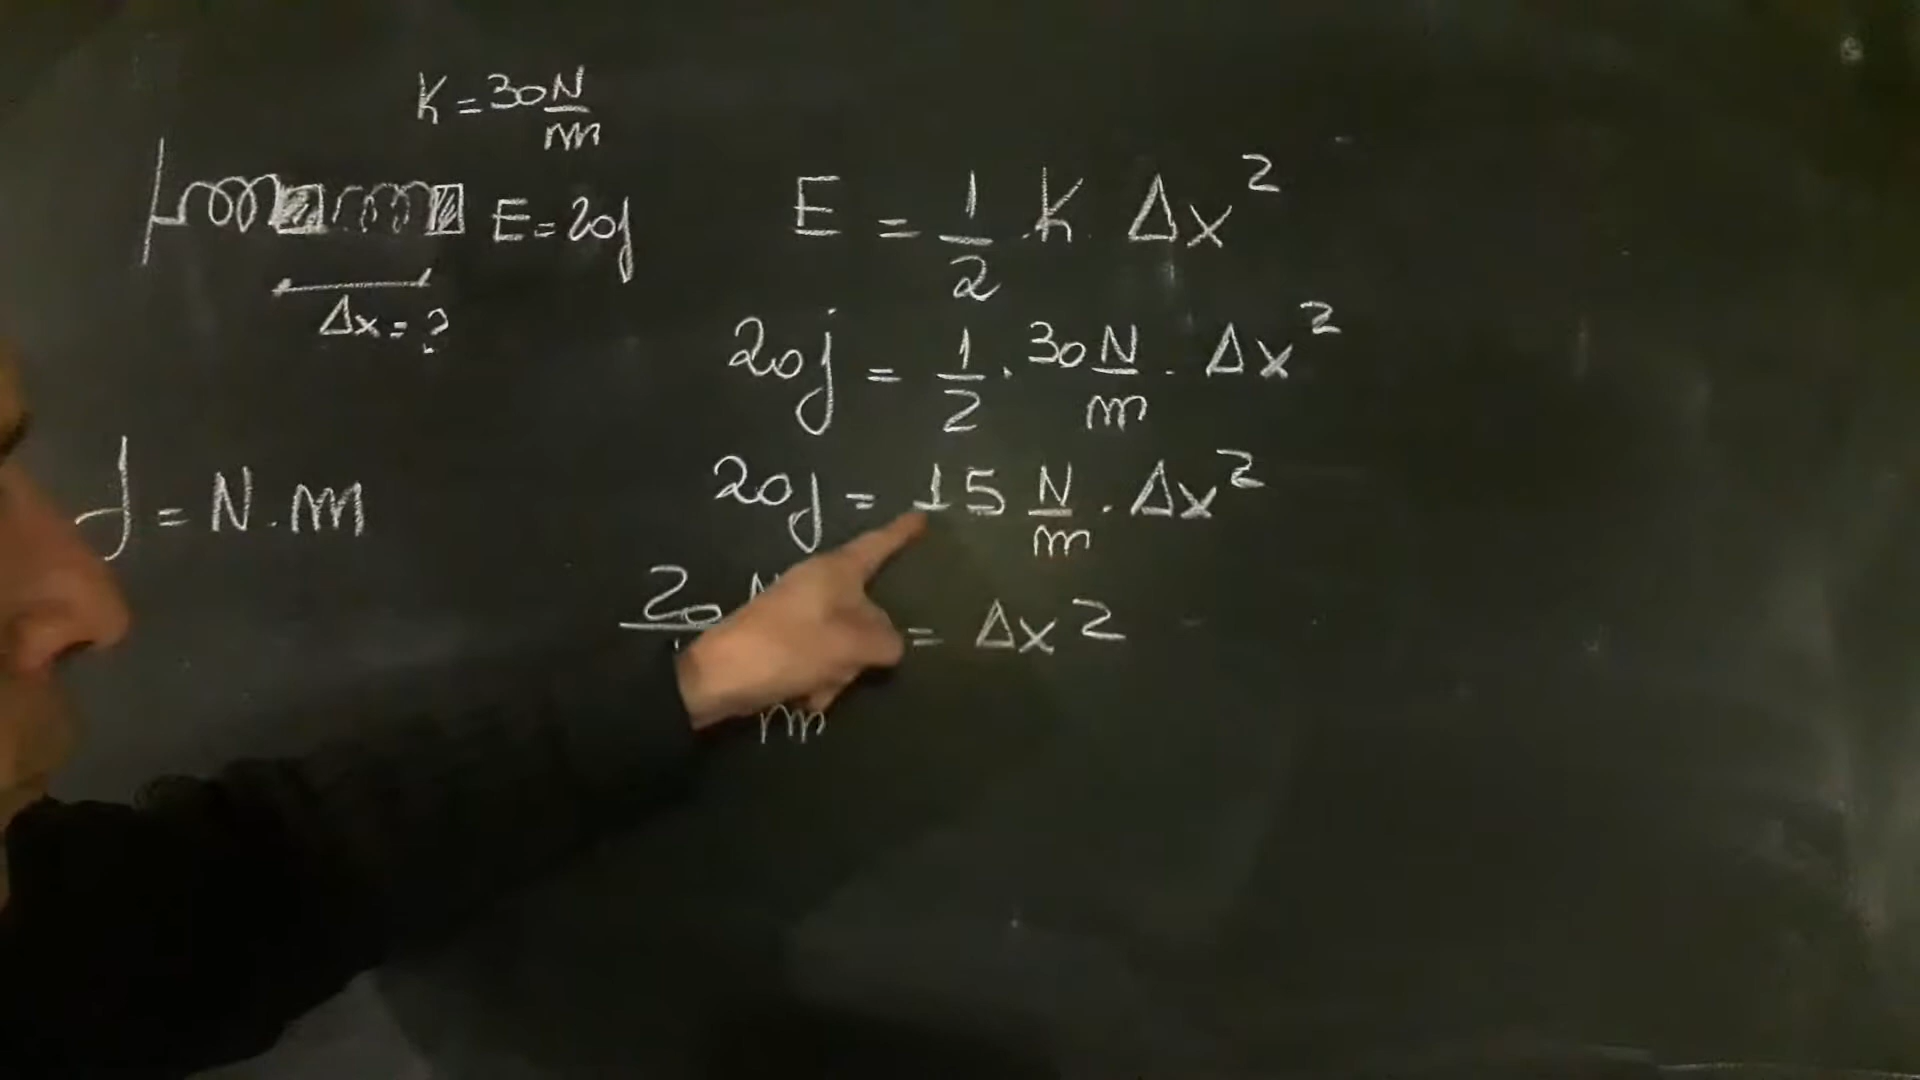 K = 30 N/m
E = 20j
Δx = ?
J = N.m
E = 1/2 . K . Δx²
20j = 1/2 . 30 N/m . Δx²
20j = 15 N/m . Δx²
20
m
= Δx²